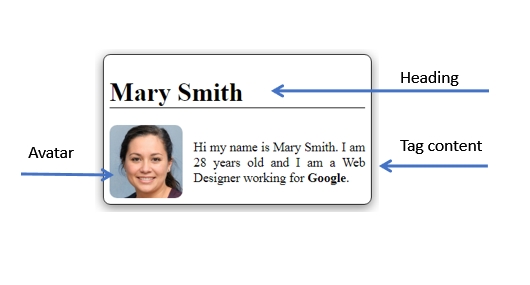 Heading
Mary Smith
Tag content
Avatar
Hi my name is Mary Smith. I am
28 years old and I am a Web
Designer working for Google.